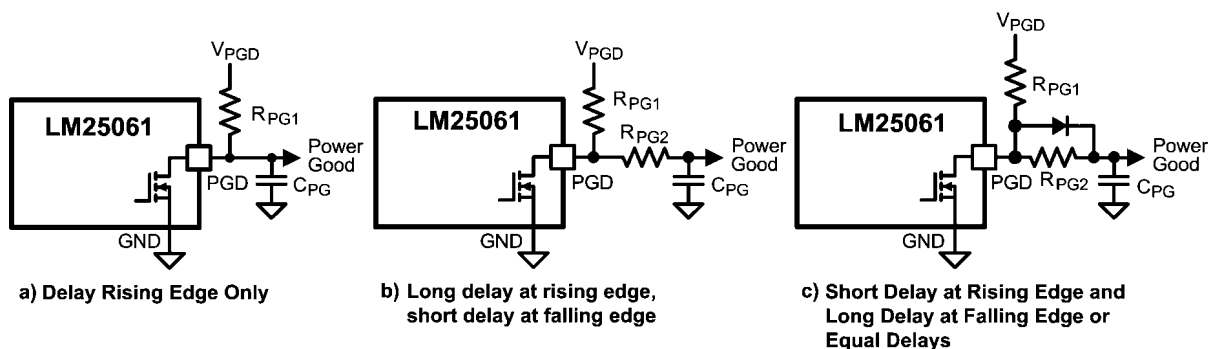 V_PGD
R_PG1
LM25061
Power
Good
PGD
C_PG
GND
a) Delay Rising Edge Only
V_PGD
R_PG1
LM25061
R_PG2
Power
Good
PGD
C_PG
GND
b) Long delay at rising edge,
short delay at falling edge
V_PGD
R_PG1
LM25061
Power
Good
PGD
R_PG2
C_PG
GND
c) Short Delay at Rising Edge and
Long Delay at Falling Edge or
Equal Delays